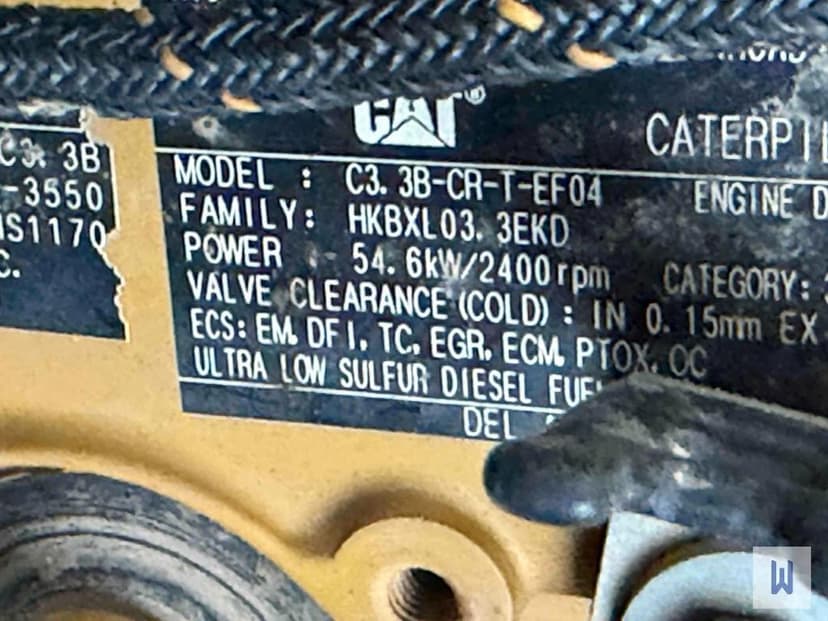 CAT®
CATERPIL
C3.3B
-3550
S1170
C.
MODEL : C3.3B-CR-T-EF04
ENGINE D
FAMILY: HKBXL03.3EKD
POWER : 54.6kW/2400rpm CATEGORY:
VALVE CLEARANCE(COLD): IN 0.15mm EX
ECS: EM, DFI, TC, EGR, ECM, PTOX, OC
ULTRA LOW SULFUR DIESEL FUEL
DEL
W